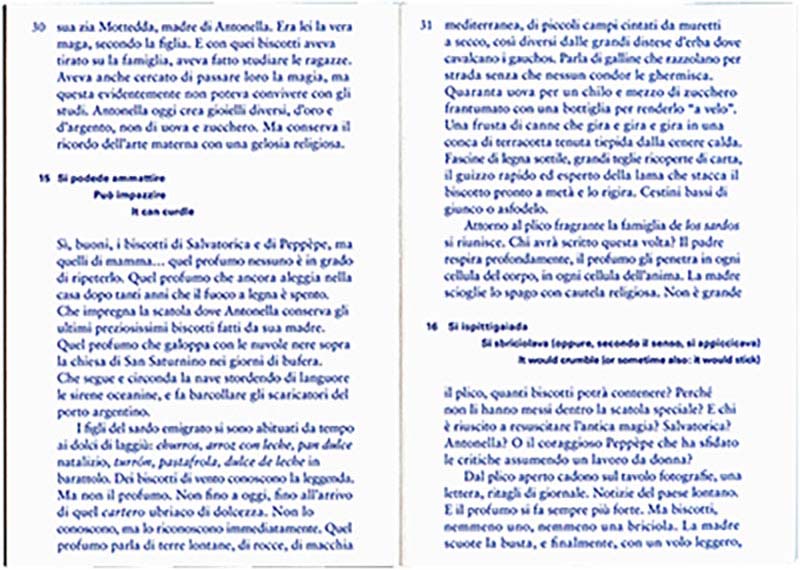 30
sua zia Mottedda, madre di Antonella. Era lei la vera
maga, secondo la figlia. E con quei biscotti aveva
tirato su la famiglia, aveva fatto studiare le ragazze.
Aveva anche cercato di passare loro la magia, ma
questa evidentemente non poteva convivere con gli
studi. Antonella oggi crea gioielli diversi, d'oro e
d'argento, non di uova e zucchero. Ma conserva il
ricordo dell'arte materna con una gelosia religiosa.
15 Si podede ammattire
Può impazzire
It can curdle
Sì, buoni, i biscotti di Salvatorica e di Peppèpe, ma
quelli di mamma… quel profumo nessuno è in grado
di ripeterlo. Quel profumo che ancora aleggia nella
casa dopo tanti anni che il fuoco a legna è spento.
Che impregna la scatola dove Antonella conserva gli
ultimi preziosissimi biscotti fatti da sua madre.
Quel profumo che galoppa con le nuvole nere sopra
la chiesa di San Saturnino nei giorni di bufera.
Che segue e circonda la nave stordendo di languore
le sirene oceanine, e fa barcollare gli scaricatori del
porto argentino.
I figli del sardo emigrato si sono abituati da tempo
ai dolci di laggiù: churros, arroz con leche, pan dulce
natalizio, turrón, pastafrola, dulce de leche in
barattolo. Dei biscotti di vento conoscono la leggenda.
Ma non il profumo. Non fino a oggi, fino all'arrivo
di quel cartero ubriaco di dolcezza. Non lo
conoscono, ma lo riconoscono immediatamente. Quel
profumo parla di terre lontane, di rocce, di macchia
31
mediterranea, di piccoli campi cintati da muretti
a secco, così diversi dalle grandi distese d'erba dove
cavalcano i gauchos. Parla di galline che razzolano per
strada senza che nessun condor le ghermisca.
Quaranta uova per un chilo e mezzo di zucchero
frantumato con una bottiglia per renderlo "a velo".
Una frusta di canne che gira e gira e gira in una
conca di terracotta tenuta tiepida dalla cenere calda.
Fascine di legna sottile, grandi teglie ricoperte di carta,
il guizzo rapido ed esperto della lama che stacca il
biscotto pronto a metà e lo rigira. Cestini bassi di
giunco o asfodelo.
Attorno al plico fragrante la famiglia de los sardos
si riunisce. Chi avrà scritto questa volta? Il padre
respira profondamente, il profumo gli penetra in ogni
cellula del corpo, in ogni cellula dell'anima. La madre
scioglie lo spago con cautela religiosa. Non è grande
16 Si ispittigaiada
Si sbriciolava (oppure, secondo il senso, si appiccicava)
It would crumble (or sometime also: it would stick)
il plico, quanti biscotti potrà contenere? Perché
non li hanno messi dentro la scatola speciale? E chi
è riuscito a resuscitare l'antica magia? Salvatorica?
Antonella? O il coraggioso Peppèpe che ha sfidato
le critiche assumendo un lavoro da donna?
Dal plico aperto cadono sul tavolo fotografie, una
lettera, ritagli di giornale. Notizie del paese lontano.
E il profumo si fa sempre più forte. Ma biscotti,
nemmeno uno, nemmeno una briciola. La madre
scuote la busta, e finalmente, con un volo leggero,